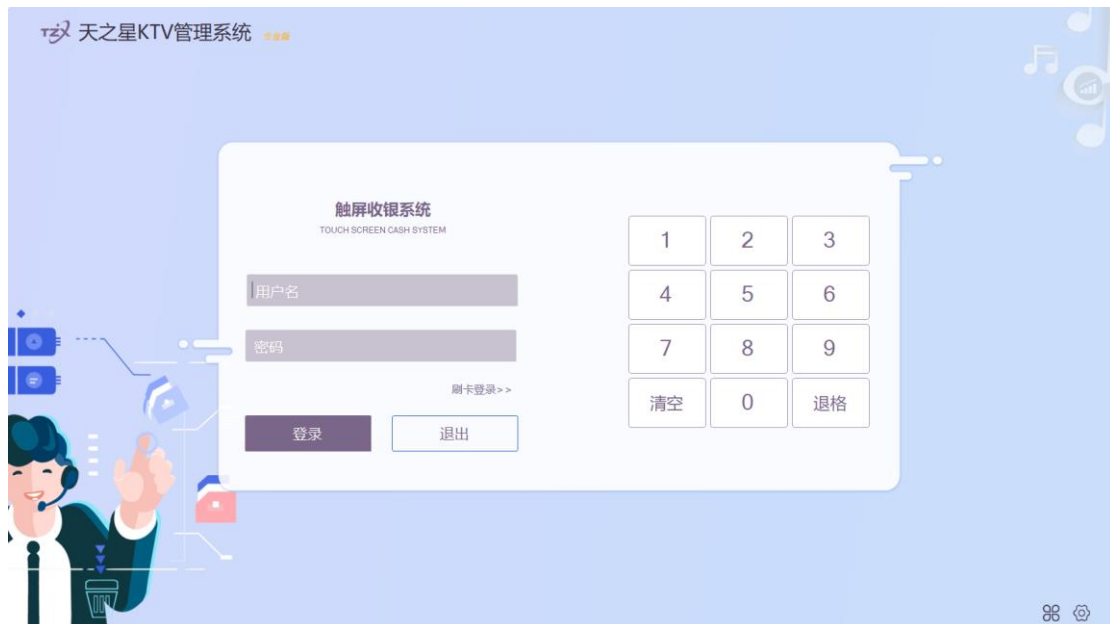 TZX 天之星KTV管理系统
触屏收银系统
TOUCH SCREEN CASH SYSTEM
用户名
密码
刷卡登录>>
登录 退出
1 2 3
4 5 6
7 8 9
清空 0 退格